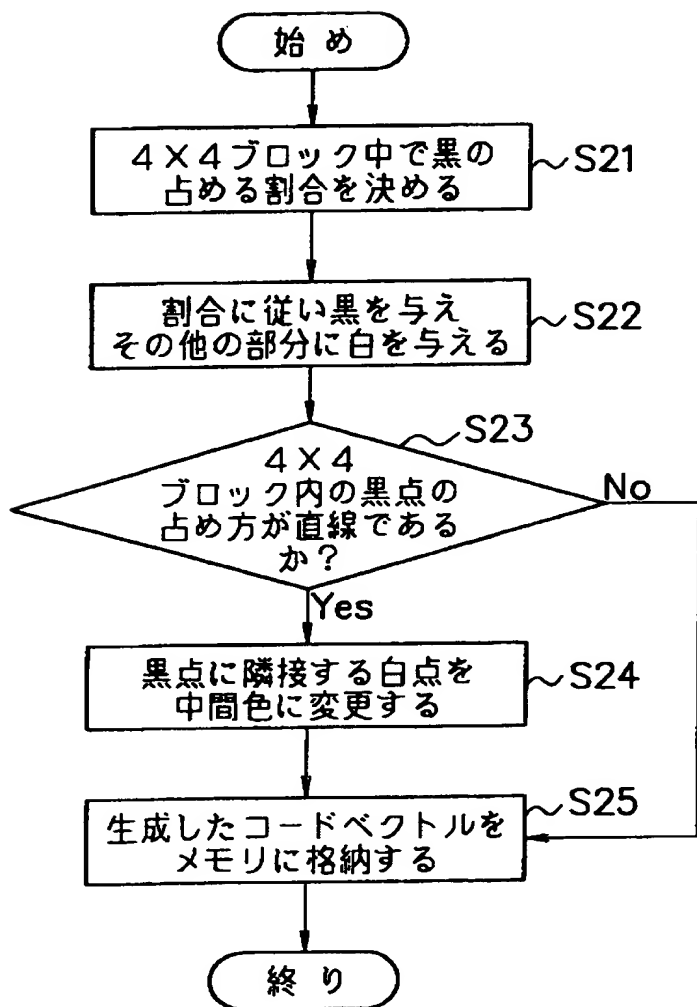 始め
4×4ブロック中で黒の
占める割合を決める
S21
割合に従い黒を与え
その他の部分に白を与える
S22
S23
4×4
ブロック内の黒点の
占め方が直線である
か?
No
Yes
黒点に隣接する白点を
中間色に変更する
S24
生成したコードベクトルを
メモリに格納する
S25
終り